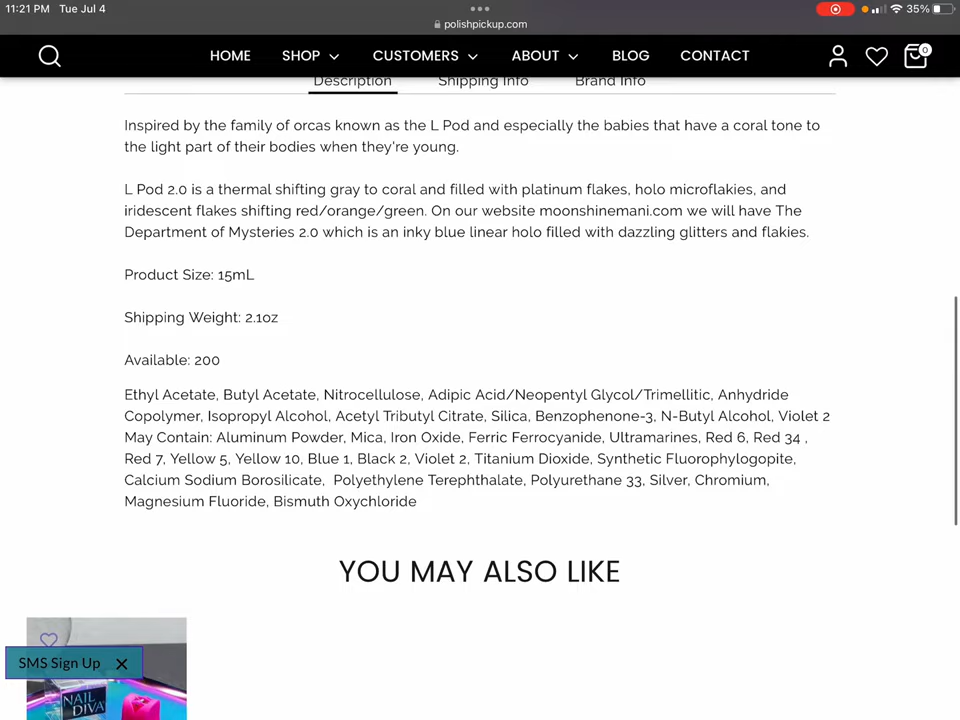 11:21 PM Tue Jul 4
35%
polishpickup.com
HOME SHOP CUSTOMERS ABOUT BLOG CONTACT 0
Description Shipping Info Brand Info
Inspired by the family of orcas known as the L Pod and especially the babies that have a coral tone to
the light part of their bodies when they're young.
L Pod 2.0 is a thermal shifting gray to coral and filled with platinum flakes, holo microflakies, and
iridescent flakes shifting red/orange/green. On our website moonshinemani.com we will have The
Department of Mysteries 2.0 which is an inky blue linear holo filled with dazzling glitters and flakies.
Product Size: 15mL
Shipping Weight: 2.1oz
Available: 200
Ethyl Acetate, Butyl Acetate, Nitrocellulose, Adipic Acid/Neopentyl Glycol/Trimellitic, Anhydride
Copolymer, Isopropyl Alcohol, Acetyl Tributyl Citrate, Silica, Benzophenone-3, N-Butyl Alcohol, Violet 2
May Contain: Aluminum Powder, Mica, Iron Oxide, Ferric Ferrocyanide, Ultramarines, Red 6, Red 34 ,
Red 7, Yellow 5, Yellow 10, Blue 1, Black 2, Violet 2, Titanium Dioxide, Synthetic Fluorophylogopite,
Calcium Sodium Borosilicate, Polyethylene Terephthalate, Polyurethane 33, Silver, Chromium,
Magnesium Fluoride, Bismuth Oxychloride
YOU MAY ALSO LIKE
SMS Sign Up
NAIL
DIVA